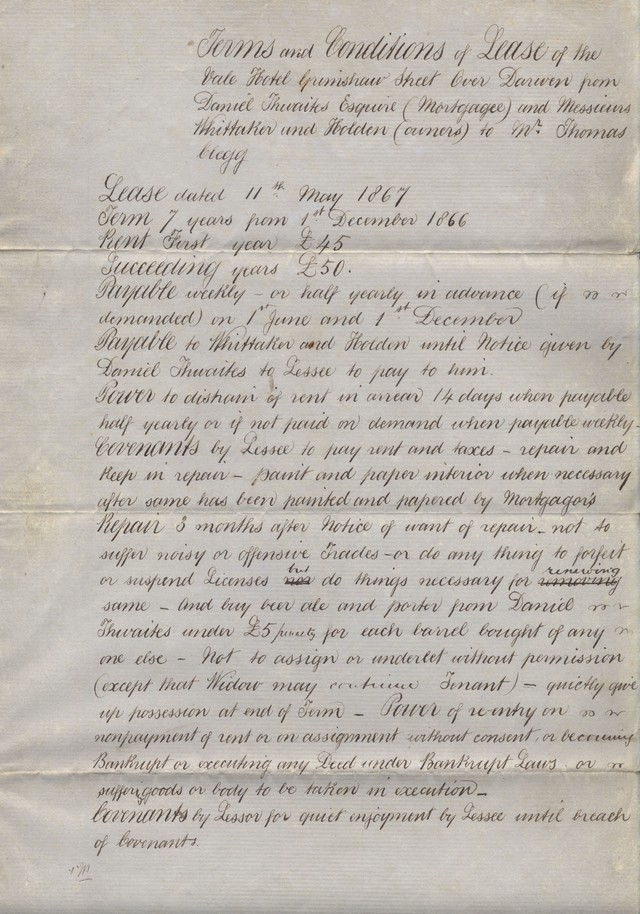 Terms and Conditions of Lease of the
Vale Hotel Grimshaw Street Over Darwen from
Daniel Thwaites Esquire (Mortgagee) and Messieurs
Whittaker and Holden (owners) to Mr. Thomas
Clegg
Lease dated 11th May 1867
Term 7 years from 1st December 1866
Rent First year £45
Succeeding years £50.
Payable weekly – or half yearly in advance (if
demanded) on 1st June and 1st December
Payable to Whittaker and Holden until Notice given by
Daniel Thwaites to Lessee to pay to him.
Power to distrain if rent in arrear 14 days when payable
half yearly or if not paid on demand when payable weekly –
Covenants by Lessee to pay rent and taxes – repair and
keep in repair – paint and paper interior when necessary
after same has been painted and papered by Mortgagors
Repair 3 months after Notice of want of repair – not to
suffer noisy or offensive Trades – or do any thing to forfeit
or suspend Licenses nor but do things necessary for removing renewing
same – And buy beer ale and porter from Daniel
Thwaites under £5 penalty for each barrel bought of any
one else – Not to assign or underlet without permission
(except that Widow may continue Tenant) – quietly give
up possession at end of Term – Power of re-entry on
nonpayment of rent or on assignment without consent, or becoming
Bankrupt or executing any Deed under Bankrupt Laws. or
suffering goods or body to be taken in execution –
Covenants by Lessor for quiet enjoyment by Lessee until breach
of Covenants.